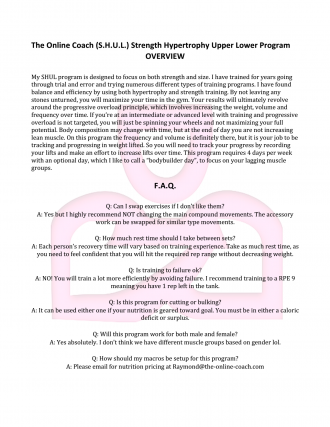 The Online Coach (S.H.U.L.) Strength Hypertrophy Upper Lower Program
OVERVIEW
My SHUL program is designed to focus on both strength and size. I have trained for years going
through trial and error and trying numerous different types of training programs. I have found
balance and efficiency by using both hypertrophy and strength training. By not leaving any
stones unturned, you will maximize your time in the gym. Your results will ultimately revolve
around the progressive overload principle, which involves increasing the weight, volume and
frequency over time. If you're at an intermediate or advanced level with training and progressive
overload is not targeted, you will just be spinning your wheels and not maximizing your full
potential. Body composition may change with time, but at the end of day you are not increasing
lean muscle. On this program the frequency and volume is definitely there, but it is your job to be
tracking and progressing in weight lifted. So you will need to track your progress by recording
your lifts and make an effort to increase lifts over time. This program requires 4 days per week
with an optional day, which I like to call a "bodybuilder day", to focus on your lagging muscle
groups.
F.A.Q.
Q: Can I swap exercises if I don't like them?
A: Yes but I highly recommend NOT changing the main compound movements. The accessory
work can be swapped for similar type movements.
Q: How much rest time should I take between sets?
A: Each person's recovery time will vary based on training experience. Take as much rest time, as
you need to feel confident that you will hit the required rep range without decreasing weight.
Q: Is training to failure ok?
A: NO! You will train a lot more efficiently by avoiding failure. I recommend training to a RPE 9
meaning you have 1 rep left in the tank.
Q: Is this program for cutting or bulking?
A: It can be used either one if your nutrition is geared toward goal. You must be in either a caloric
deficit or surplus.
Q: Will this program work for both male and female?
A: Yes absolutely. I don't think we have different muscle groups based on gender lol.
Q: How should my macros be setup for this program?
A: Please email for nutrition pricing at Raymond@the-online-coach.com